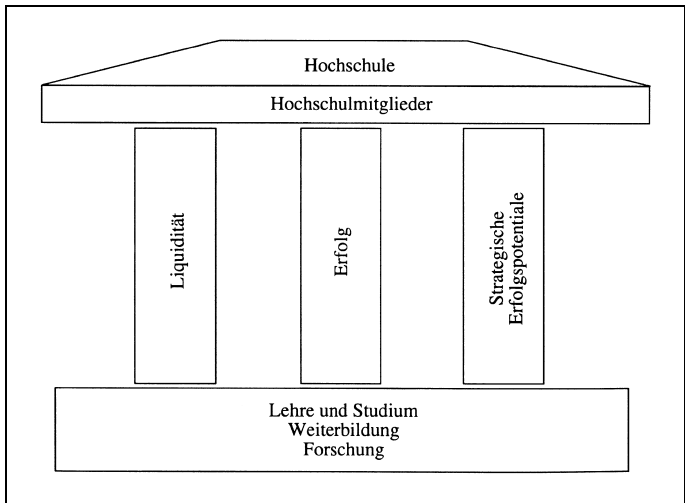 Hochschule
Hochschulmitglieder
Liquidität
Erfolg
Strategische
Erfolgspotentiale
Lehre und Studium
Weiterbildung
Forschung